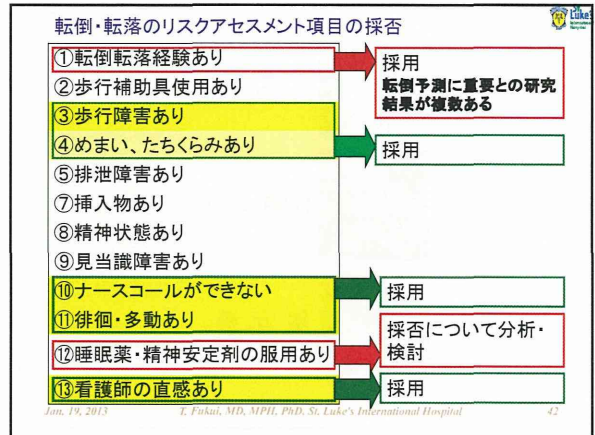 転倒・転落のリスクアセスメント項目の採否
St. Luke's
International
Hospital
①転倒転落経験あり
採用
転倒予測に重要との研究
結果が複数ある
②歩行補助具使用あり
③歩行障害あり
④めまい、たちくらみあり
採用
⑤排泄障害あり
⑦挿入物あり
⑧精神状態あり
⑨見当識障害あり
⑩ナースコールができない
採用
⑪徘徊・多動あり
採否について分析・
検討
⑫睡眠薬・精神安定剤の服用あり
⑬看護師の直感あり
採用
Jan. 19, 2013
T. Fukui, MD, MPH, PhD, St. Luke's International Hospital
42